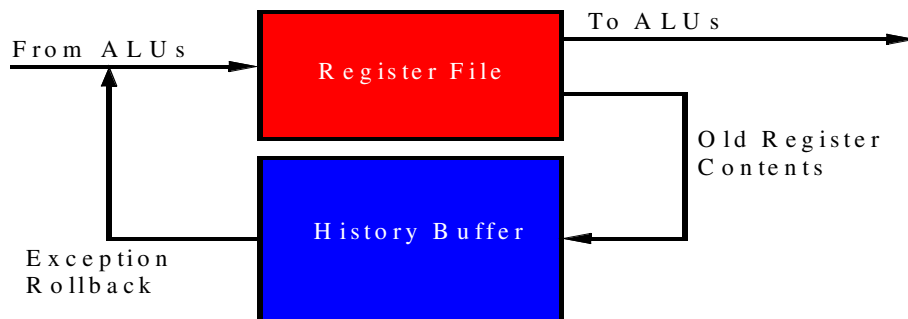 To ALUs
From ALUs
Register File
Old Register
Contents
History Buffer
Exception
Rollback